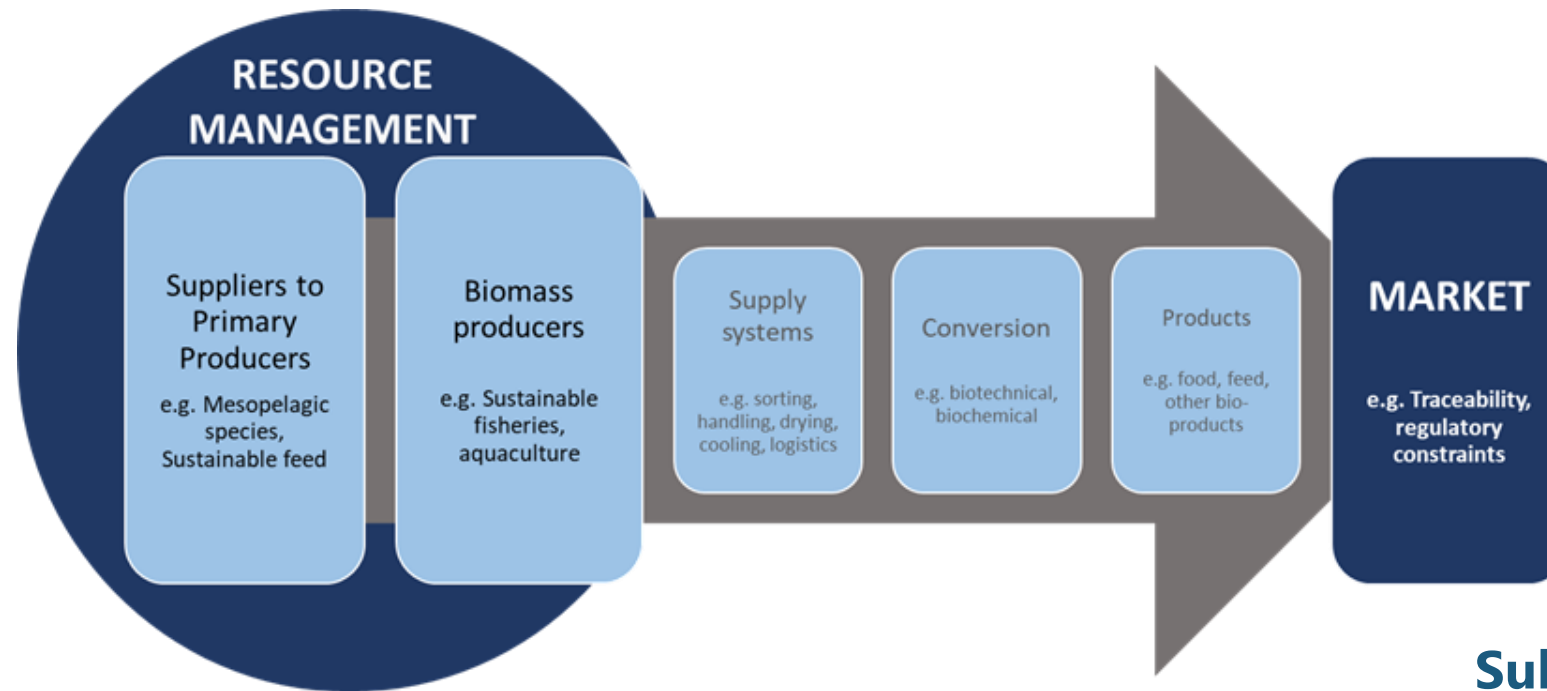 RESOURCE
MANAGEMENT
Suppliers to
Primary
Producers
e.g. Mesopelagic
species,
Sustainable feed
Biomass
producers
e.g. Sustainable
fisheries,
aquaculture
Supply
systems
e.g. sorting,
handling, drying,
cooling, logistics
Conversion
e.g. biotechnical,
biochemical
Products
e.g. food, feed,
other bio-
products
MARKET
e.g. Traceability,
regulatory
constraints